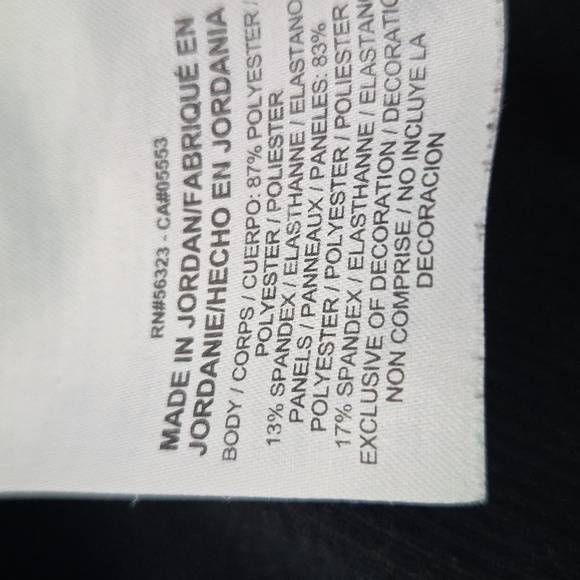 RN#56323 - CA#05553
MADE IN JORDAN/FABRIQUÉ EN
JORDANIE/HECHO EN JORDANIA
BODY / CORPS / CUERPO: 87% POLYESTER /
POLYESTER / POLIESTER
13% SPANDEX / ELASTHANNE / ELASTANO
PANELS / PANNEAUX / PANELES: 83%
POLYESTER / POLYESTER / POLIESTER
17% SPANDEX / ELASTHANNE / ELASTAN
EXCLUSIVE OF DECORATION / DECORATIO
NON COMPRISE / NO INCLUYE LA
DECORACION